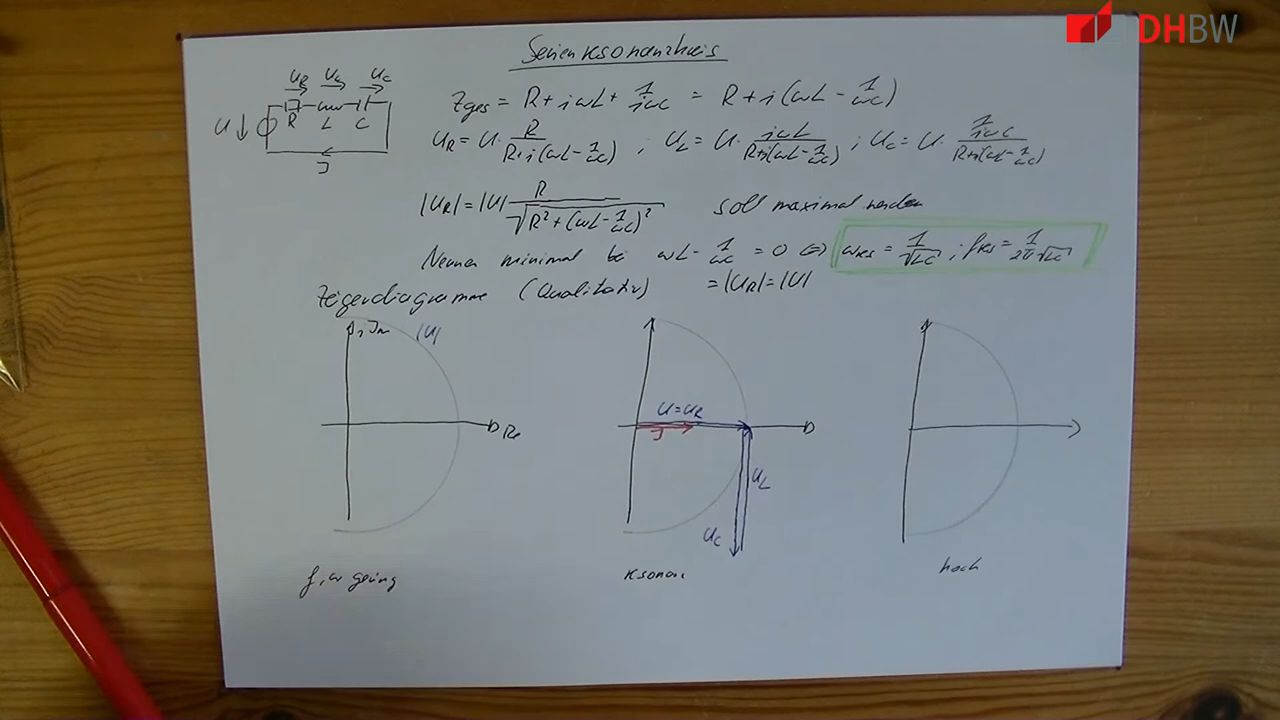 DHBW
Serienresonanzkreis
U_R U_L U_C
U R L C
I
Zges = R + iωL + 1/(iωC) = R + i(ωL - 1/(ωC))
U_R = U · R/(R+i(ωL - 1/(ωC))) ; U_L = U · iωL/(R+i(ωL - 1/(ωC))) ; U_C = U · (1/(iωC))/(R+i(ωL - 1/(ωC)))
|U_R| = |U| R/√(R² + (ωL - 1/(ωC))²) soll maximal werden
Nenner minimal bei ωL - 1/(ωC) = 0 ⇔ ω_RES = 1/√(LC) ; f_RES = 1/(2π√(LC))
Zeigerdiagramme (Qualitativ) = |U_R| = |U|
i Im |U|
U = U_R
Re I
U_L
U_C
f, ω gering Resonanz hoch